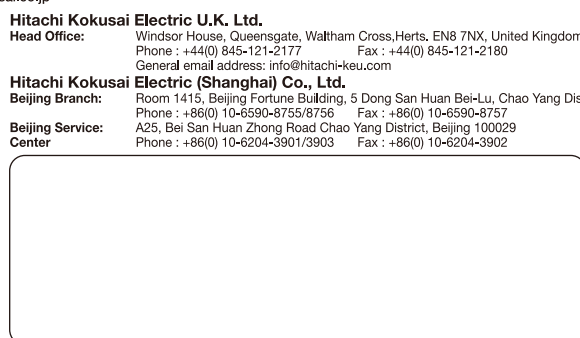 Hitachi Kokusai Electric U.K. Ltd.
Head Office: Windsor House, Queensgate, Waltham Cross,Herts. EN8 7NX, United Kingdom
Phone : +44(0) 845-121-2177 Fax : +44(0) 845-121-2180
General email address: info@hitachi-keu.com
Hitachi Kokusai Electric (Shanghai) Co., Ltd.
Beijing Branch: Room 1415, Beijing Fortune Building, 5 Dong San Huan Bei-Lu, Chao Yang Dis
Phone : +86(0) 10-6590-8755/8756 Fax : +86(0) 10-6590-8757
Beijing Service: A25, Bei San Huan Zhong Road Chao Yang District, Beijing 100029
Center Phone : +86(0) 10-6204-3901/3903 Fax : +86(0) 10-6204-3902